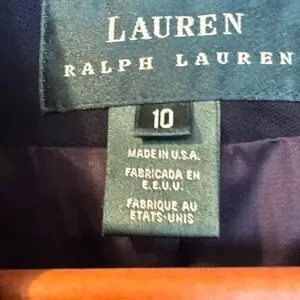 LAUREN
RALPH LAUREN
10
MADE IN U.S.A.
FABRICADA EN
E.E.U.U.
FABRIQUE AU
ETATS-UNIS